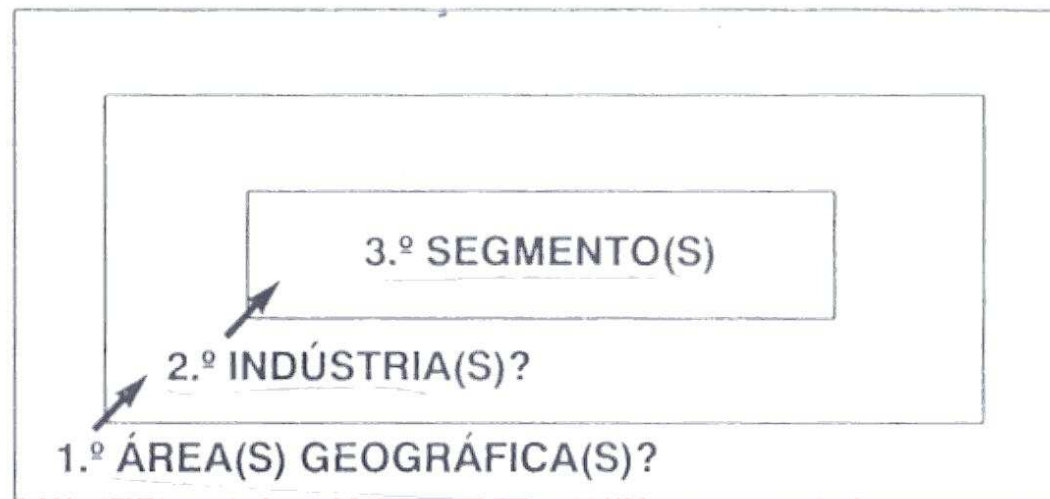 3.º SEGMENTO(S)
2.º INDÚSTRIA(S)?
1.º ÁREA(S) GEOGRÁFICA(S)?